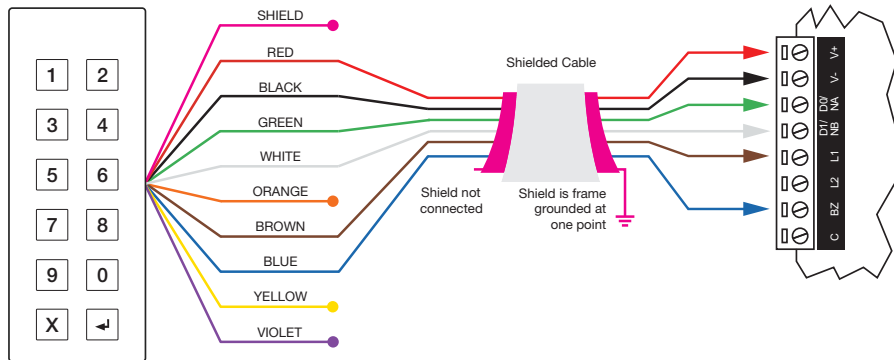 1 2
3 4
5 6
7 8
9 0
X
SHIELD
RED
BLACK
GREEN
WHITE
ORANGE
BROWN
BLUE
YELLOW
VIOLET
Shielded Cable
Shield not
connected
Shield is frame
grounded at
one point
V+
V-
D0/
NA
D1/
NB
L1
L2
BZ
C